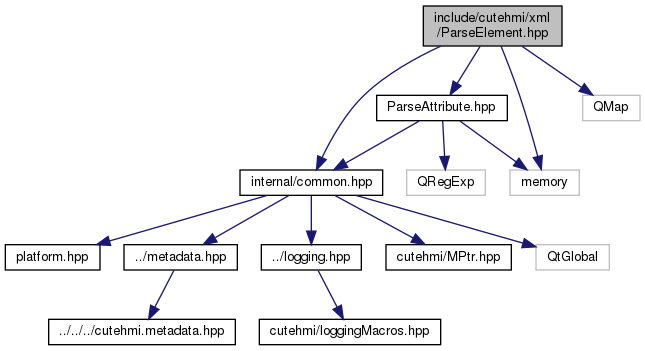 include/cutehmi/xml
/ParseElement.hpp
ParseAttribute.hpp
QMap
internal/common.hpp
QRegExp
memory
platform.hpp
../metadata.hpp
../logging.hpp
cutehmi/MPtr.hpp
QtGlobal
../../../cutehmi.metadata.hpp
cutehmi/loggingMacros.hpp